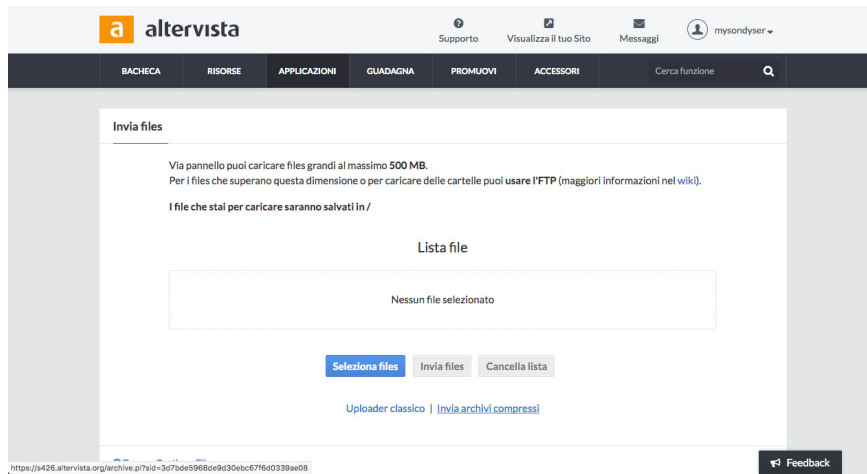 a altervista
Supporto
Visualizza il tuo Sito
Messaggi
mysondyser
BACHECA RISORSE APPLICAZIONI GUADAGNA PROMUOVI ACCESSORI Cerca funzione
Invia files
Via pannello puoi caricare files grandi al massimo 500 MB.
Per i files che superano questa dimensione o per caricare delle cartelle puoi usare l'FTP (maggiori informazioni nel wiki).
I file che stai per caricare saranno salvati in /
Lista file
Nessun file selezionato
Seleziona files Invia files Cancella lista
Uploader classico | Invia archivi compressi
https://s426.altervista.org/archive.pl?sid=3d7bde5968de9d30ebc67f6d0339ae08
Feedback